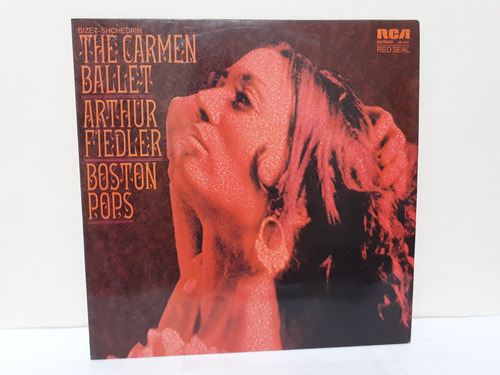 BIZET-SHCHEDRIN
THE CARMEN
BALLET
ARTHUR
FIEDLER
BOSTON
POPS
RCA
RED SEAL